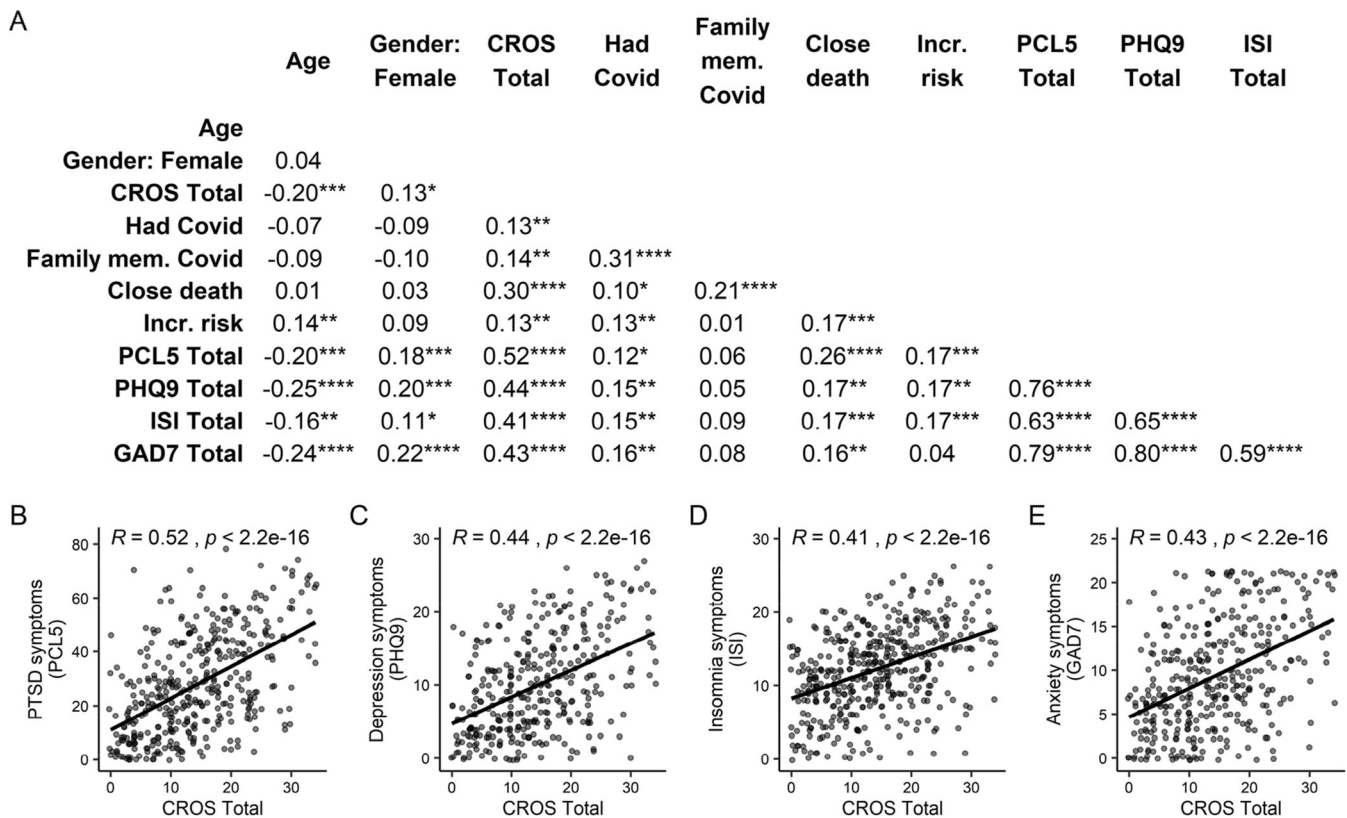 A
Age Gender: Female CROS Total Had Covid Family mem. Covid Close death Incr. risk PCL5 Total PHQ9 Total ISI Total
Age
Gender: Female 0.04
CROS Total -0.20*** 0.13*
Had Covid -0.07 -0.09 0.13**
Family mem. Covid -0.09 -0.10 0.14** 0.31****
Close death 0.01 0.03 0.30**** 0.10* 0.21****
Incr. risk 0.14** 0.09 0.13** 0.13** 0.01 0.17***
PCL5 Total -0.20*** 0.18*** 0.52**** 0.12* 0.06 0.26**** 0.17***
PHQ9 Total -0.25**** 0.20*** 0.44**** 0.15** 0.05 0.17** 0.17** 0.76****
ISI Total -0.16** 0.11* 0.41**** 0.15** 0.09 0.17*** 0.17*** 0.63**** 0.65****
GAD7 Total -0.24**** 0.22**** 0.43**** 0.16** 0.08 0.16** 0.04 0.79**** 0.80**** 0.59****
B
R = 0.52 , p < 2.2e-16
PTSD symptoms
(PCL5)
80
60
40
20
0
0 10 20 30
CROS Total
C
R = 0.44 , p < 2.2e-16
Depression symptoms
(PHQ9)
30
20
10
0
0 10 20 30
CROS Total
D
R = 0.41 , p < 2.2e-16
Insomnia symptoms
(ISI)
30
20
10
0
0 10 20 30
CROS Total
E
R = 0.43 , p < 2.2e-16
Anxiety symptoms
(GAD7)
25
20
15
10
5
0
0 10 20 30
CROS Total